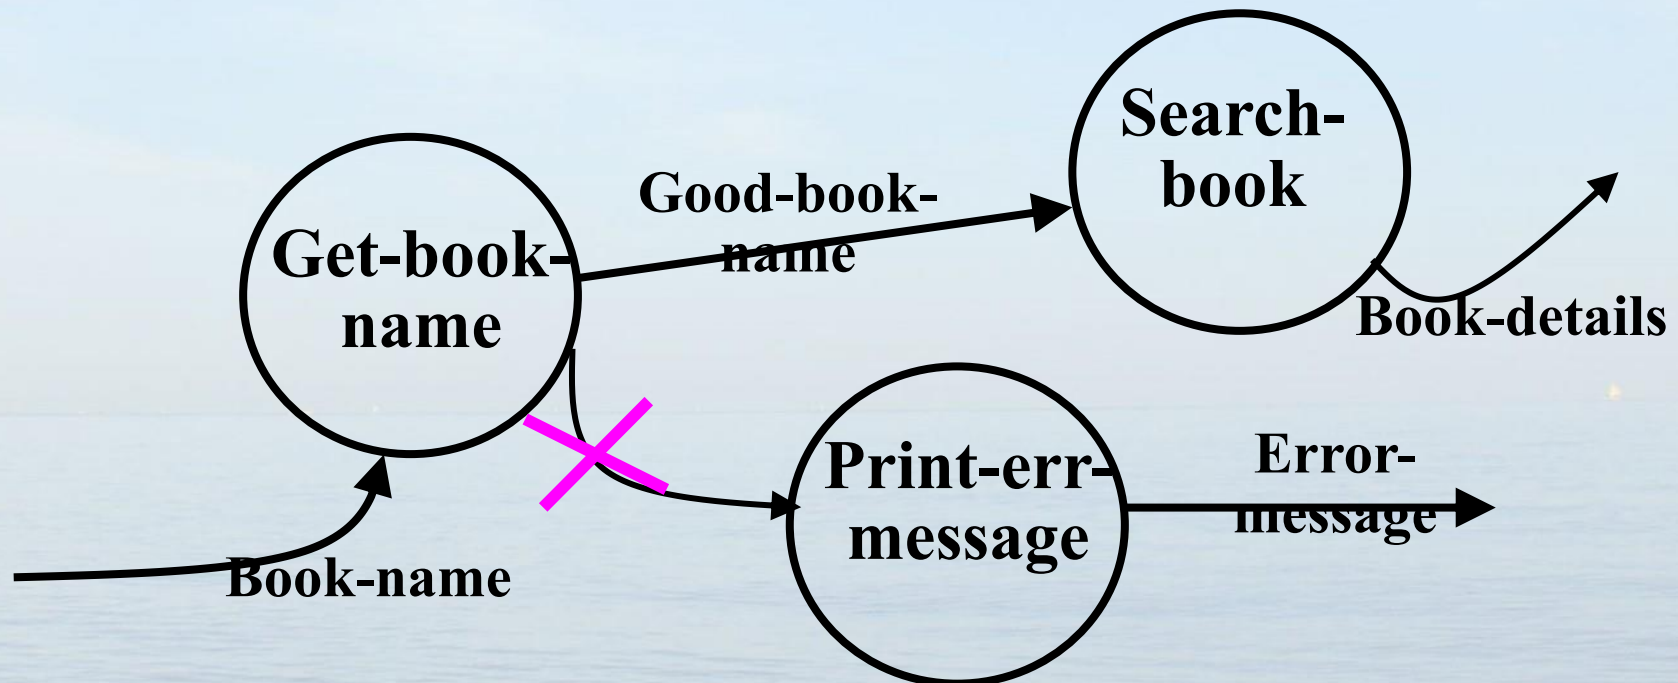 Search-
book
Good-book-
name
Get-book-
name
Book-details
Print-err-
message
Error-
message
Book-name